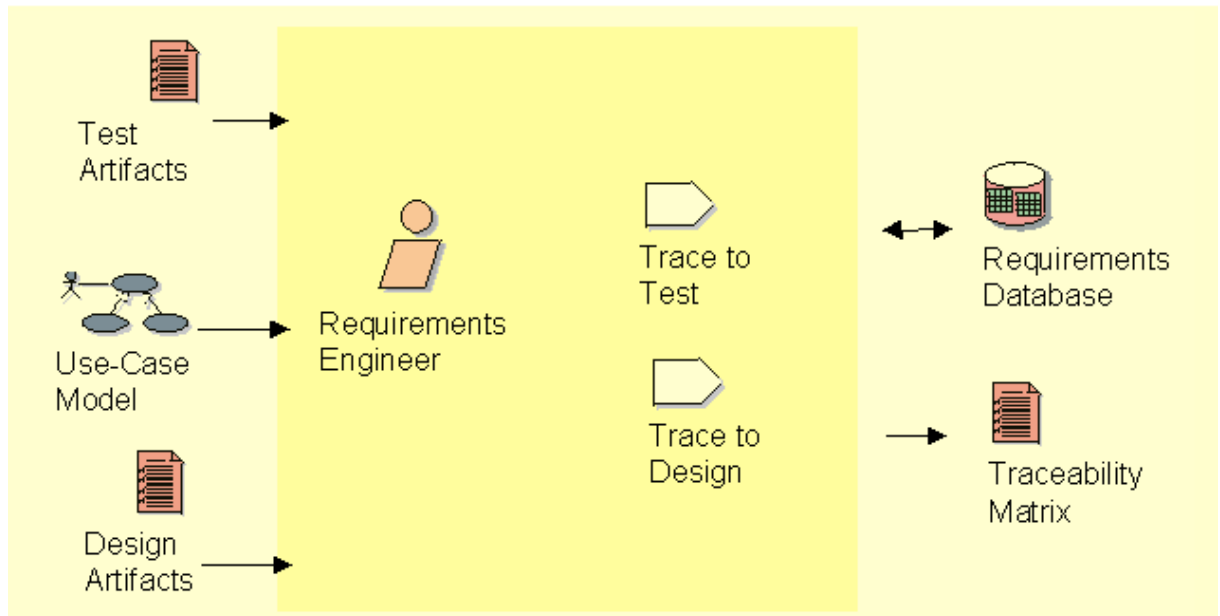 Test
Artifacts
Use-Case
Model
Design
Artifacts
Requirements
Engineer
Trace to
Test
Trace to
Design
Requirements
Database
Traceability
Matrix